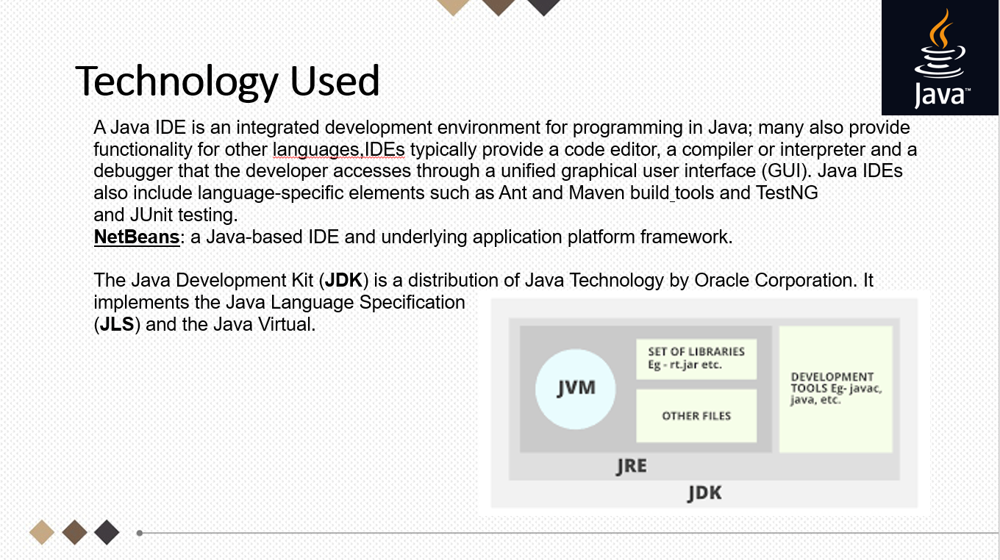 Java™
Technology Used
A Java IDE is an integrated development environment for programming in Java; many also provide
functionality for other languages,IDEs typically provide a code editor, a compiler or interpreter and a
debugger that the developer accesses through a unified graphical user interface (GUI). Java IDEs
also include language-specific elements such as Ant and Maven build tools and TestNG
and JUnit testing.
NetBeans: a Java-based IDE and underlying application platform framework.
The Java Development Kit (JDK) is a distribution of Java Technology by Oracle Corporation. It
implements the Java Language Specification
(JLS) and the Java Virtual.
JVM
SET OF LIBRARIES
Eg - rt.jar etc.
OTHER FILES
DEVELOPMENT
TOOLS Eg- javac,
java, etc.
JRE
JDK